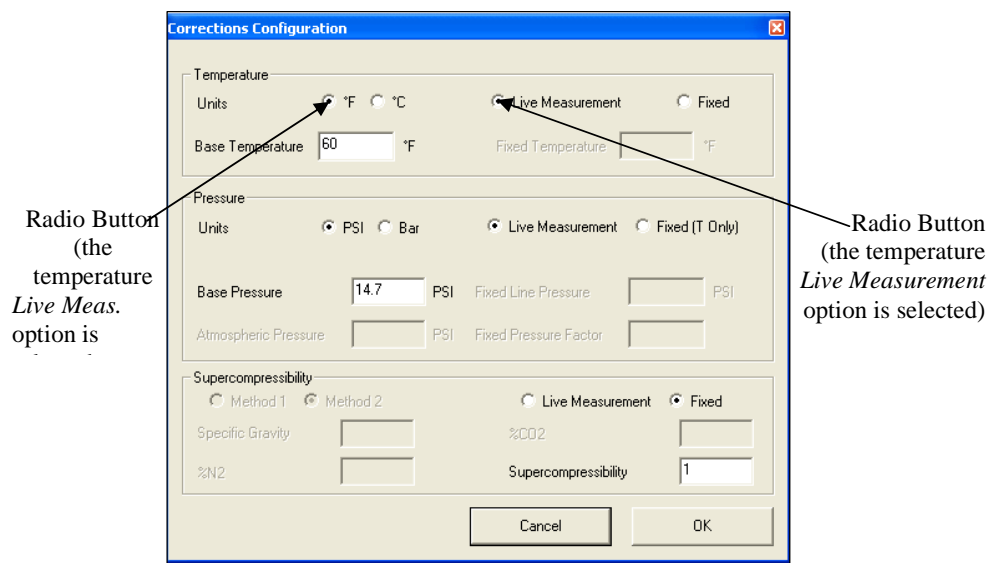 Corrections Configuration
Temperature
Units °F °C Live Measurement Fixed
Base Temperature 60 °F Fixed Temperature °F
Pressure
Units PSI Bar Live Measurement Fixed (T Only)
Base Pressure 14.7 PSI Fixed Line Pressure PSI
Atmospheric Pressure PSI Fixed Pressure Factor
Supercompressibility
Method 1 Method 2 Live Measurement Fixed
Specific Gravity %CO2
%N2 Supercompressibility 1
Cancel OK
Radio Button
(the
temperature
Live Meas.
option is
Radio Button
(the temperature
Live Measurement
option is selected)